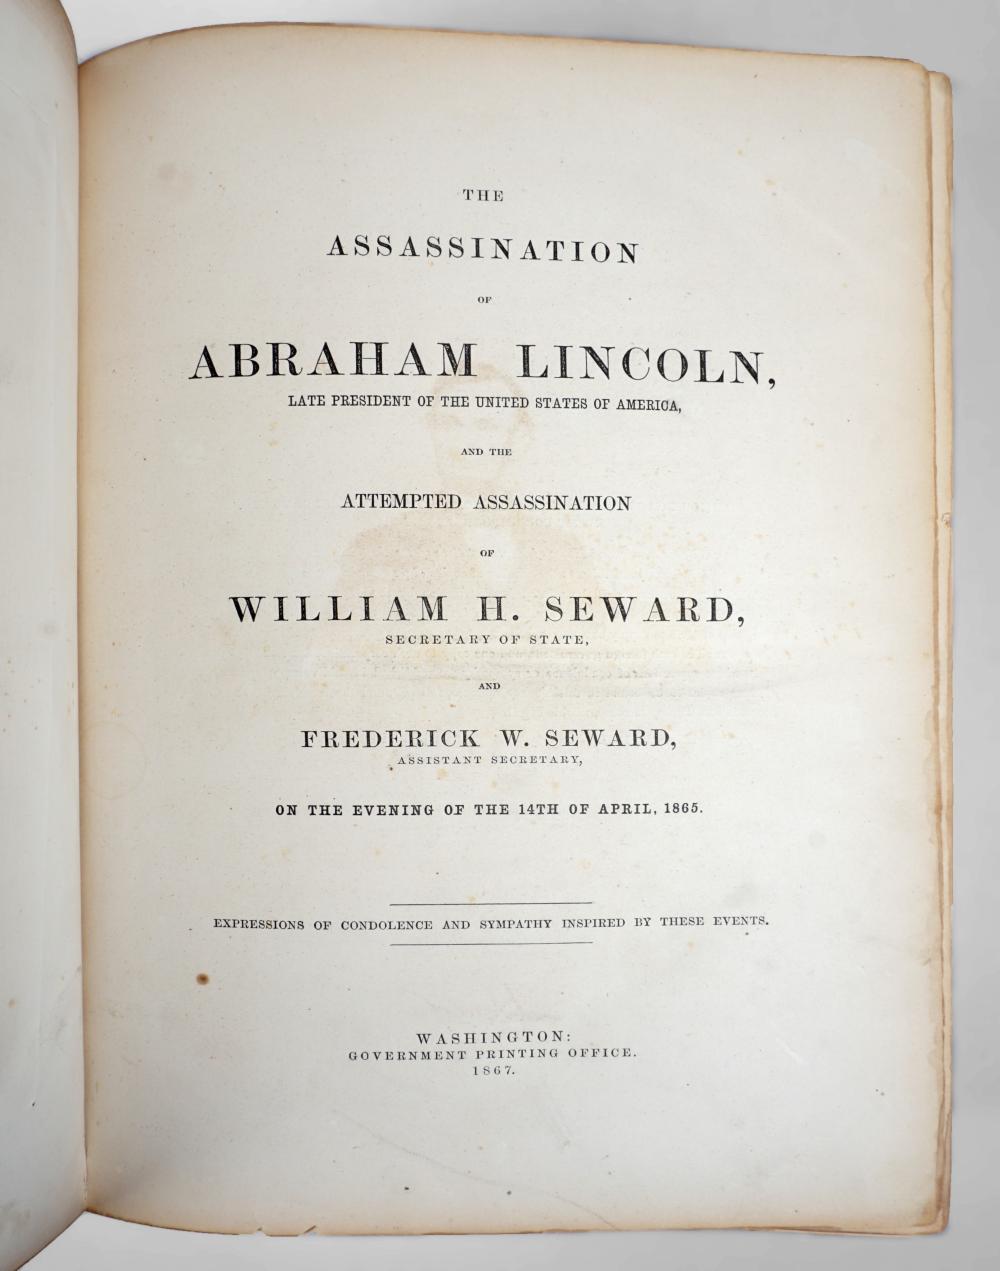 THE
ASSASSINATION
OF
ABRAHAM LINCOLN,
LATE PRESIDENT OF THE UNITED STATES OF AMERICA,
AND THE
ATTEMPTED ASSASSINATION
OF
WILLIAM H. SEWARD,
SECRETARY OF STATE,
AND
FREDERICK W. SEWARD,
ASSISTANT SECRETARY,
ON THE EVENING OF THE 14TH OF APRIL, 1865.
EXPRESSIONS OF CONDOLENCE AND SYMPATHY INSPIRED BY THESE EVENTS.
WASHINGTON:
GOVERNMENT PRINTING OFFICE.
1867.